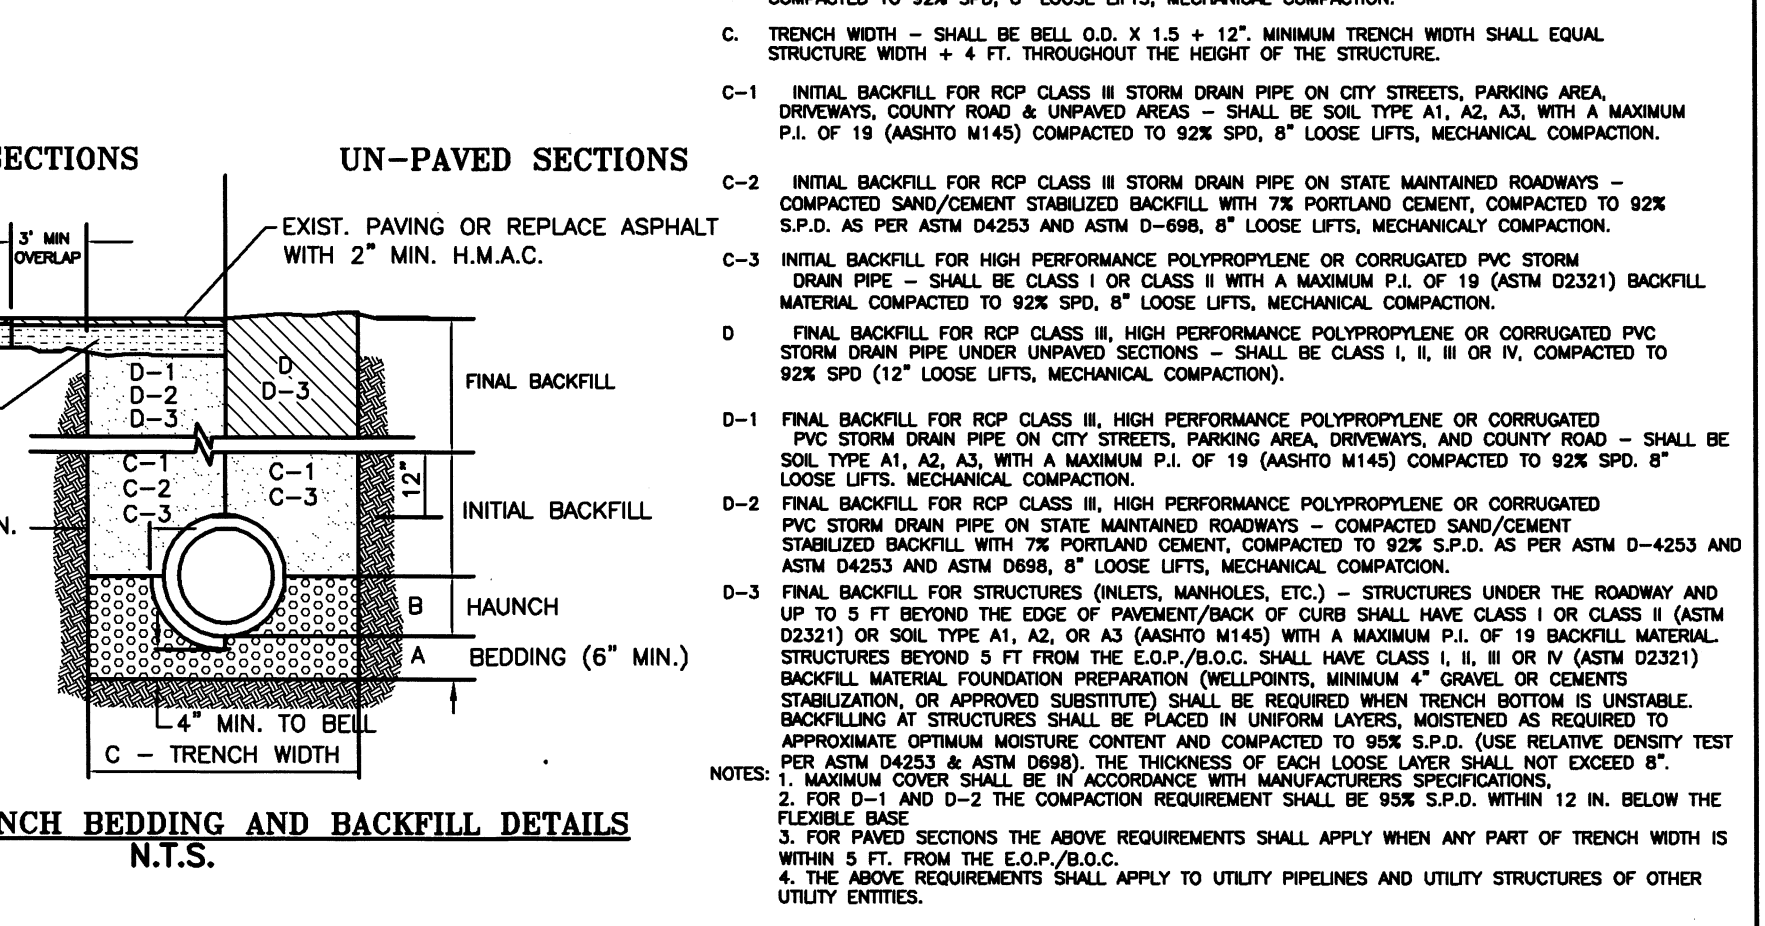 COMPACTED TO 92% SPD, 8" LOOSE LIFTS, MECHANICAL COMPACTION.
C. TRENCH WIDTH – SHALL BE BELL O.D. X 1.5 + 12". MINIMUM TRENCH WIDTH SHALL EQUAL
STRUCTURE WIDTH + 4 FT. THROUGHOUT THE HEIGHT OF THE STRUCTURE.
C-1 INITIAL BACKFILL FOR RCP CLASS III STORM DRAIN PIPE ON CITY STREETS, PARKING AREA,
DRIVEWAYS, COUNTY ROAD & UNPAVED AREAS – SHALL BE SOIL TYPE A1, A2, A3, WITH A MAXIMUM
P.I. OF 19 (AASHTO M145) COMPACTED TO 92% SPD, 8" LOOSE LIFTS, MECHANICAL COMPACTION.
C-2 INITIAL BACKFILL FOR RCP CLASS III STORM DRAIN PIPE ON STATE MAINTAINED ROADWAYS –
COMPACTED SAND/CEMENT STABILIZED BACKFILL WITH 7% PORTLAND CEMENT, COMPACTED TO 92%
S.P.D. AS PER ASTM D4253 AND ASTM D-698, 8" LOOSE LIFTS, MECHANICALY COMPACTION.
C-3 INITIAL BACKFILL FOR HIGH PERFORMANCE POLYPROPYLENE OR CORRUGATED PVC STORM
DRAIN PIPE – SHALL BE CLASS I OR CLASS II WITH A MAXIMUM P.I. OF 19 (ASTM D2321) BACKFILL
MATERIAL COMPACTED TO 92% SPD, 8" LOOSE LIFTS, MECHANICAL COMPACTION.
D FINAL BACKFILL FOR RCP CLASS III, HIGH PERFORMANCE POLYPROPYLENE OR CORRUGATED PVC
STORM DRAIN PIPE UNDER UNPAVED SECTIONS – SHALL BE CLASS I, II, III OR IV, COMPACTED TO
92% SPD (12" LOOSE LIFTS, MECHANICAL COMPACTION).
D-1 FINAL BACKFILL FOR RCP CLASS III, HIGH PERFORMANCE POLYPROPYLENE OR CORRUGATED
PVC STORM DRAIN PIPE ON CITY STREETS, PARKING AREA, DRIVEWAYS, AND COUNTY ROAD – SHALL BE
SOIL TYPE A1, A2, A3, WITH A MAXIMUM P.I. OF 19 (AASHTO M145) COMPACTED TO 92% SPD. 8"
LOOSE LIFTS. MECHANICAL COMPACTION.
D-2 FINAL BACKFILL FOR RCP CLASS III, HIGH PERFORMANCE POLYPROPYLENE OR CORRUGATED
PVC STORM DRAIN PIPE ON STATE MAINTAINED ROADWAYS – COMPACTED SAND/CEMENT
STABILIZED BACKFILL WITH 7% PORTLAND CEMENT, COMPACTED TO 92% S.P.D. AS PER ASTM D-4253 AND
ASTM D4253 AND ASTM D698, 8" LOOSE LIFTS, MECHANICAL COMPATCION.
D-3 FINAL BACKFILL FOR STRUCTURES (INLETS, MANHOLES, ETC.) – STRUCTURES UNDER THE ROADWAY AND
UP TO 5 FT BEYOND THE EDGE OF PAVEMENT/BACK OF CURB SHALL HAVE CLASS I OR CLASS II (ASTM
D2321) OR SOIL TYPE A1, A2, OR A3 (AASHTO M145) WITH A MAXIMUM P.I. OF 19 BACKFILL MATERIAL.
STRUCTURES BEYOND 5 FT FROM THE E.O.P./B.O.C. SHALL HAVE CLASS I, II, III OR IV (ASTM D2321)
BACKFILL MATERIAL FOUNDATION PREPARATION (WELLPOINTS, MINIMUM 4" GRAVEL OR CEMENTS
STABILIZATION, OR APPROVED SUBSTITUTE) SHALL BE REQUIRED WHEN TRENCH BOTTOM IS UNSTABLE.
BACKFILLING AT STRUCTURES SHALL BE PLACED IN UNIFORM LAYERS, MOISTENED AS REQUIRED TO
APPROXIMATE OPTIMUM MOISTURE CONTENT AND COMPACTED TO 95% S.P.D. (USE RELATIVE DENSITY TEST
PER ASTM D4253 & ASTM D698). THE THICKNESS OF EACH LOOSE LAYER SHALL NOT EXCEED 8".
NOTES: 1. MAXIMUM COVER SHALL BE IN ACCORDANCE WITH MANUFACTURERS SPECIFICATIONS,
2. FOR D-1 AND D-2 THE COMPACTION REQUIREMENT SHALL BE 95% S.P.D. WITHIN 12 IN. BELOW THE
FLEXIBLE BASE
3. FOR PAVED SECTIONS THE ABOVE REQUIREMENTS SHALL APPLY WHEN ANY PART OF TRENCH WIDTH IS
WITHIN 5 FT. FROM THE E.O.P./B.O.C.
4. THE ABOVE REQUIREMENTS SHALL APPLY TO UTILITY PIPELINES AND UTILITY STRUCTURES OF OTHER
UTILITY ENTITIES.
SECTIONS
UN-PAVED SECTIONS
3' MIN
OVERLAP
EXIST. PAVING OR REPLACE ASPHALT
WITH 2" MIN. H.M.A.C.
D-1
D-2
D-3
D
D-3
FINAL BACKFILL
C-1
C-2
C-3
C-1
C-3
12"
N.
INITIAL BACKFILL
B HAUNCH
A BEDDING (6" MIN.)
4" MIN. TO BELL
C – TRENCH WIDTH
NCH BEDDING AND BACKFILL DETAILS
N.T.S.